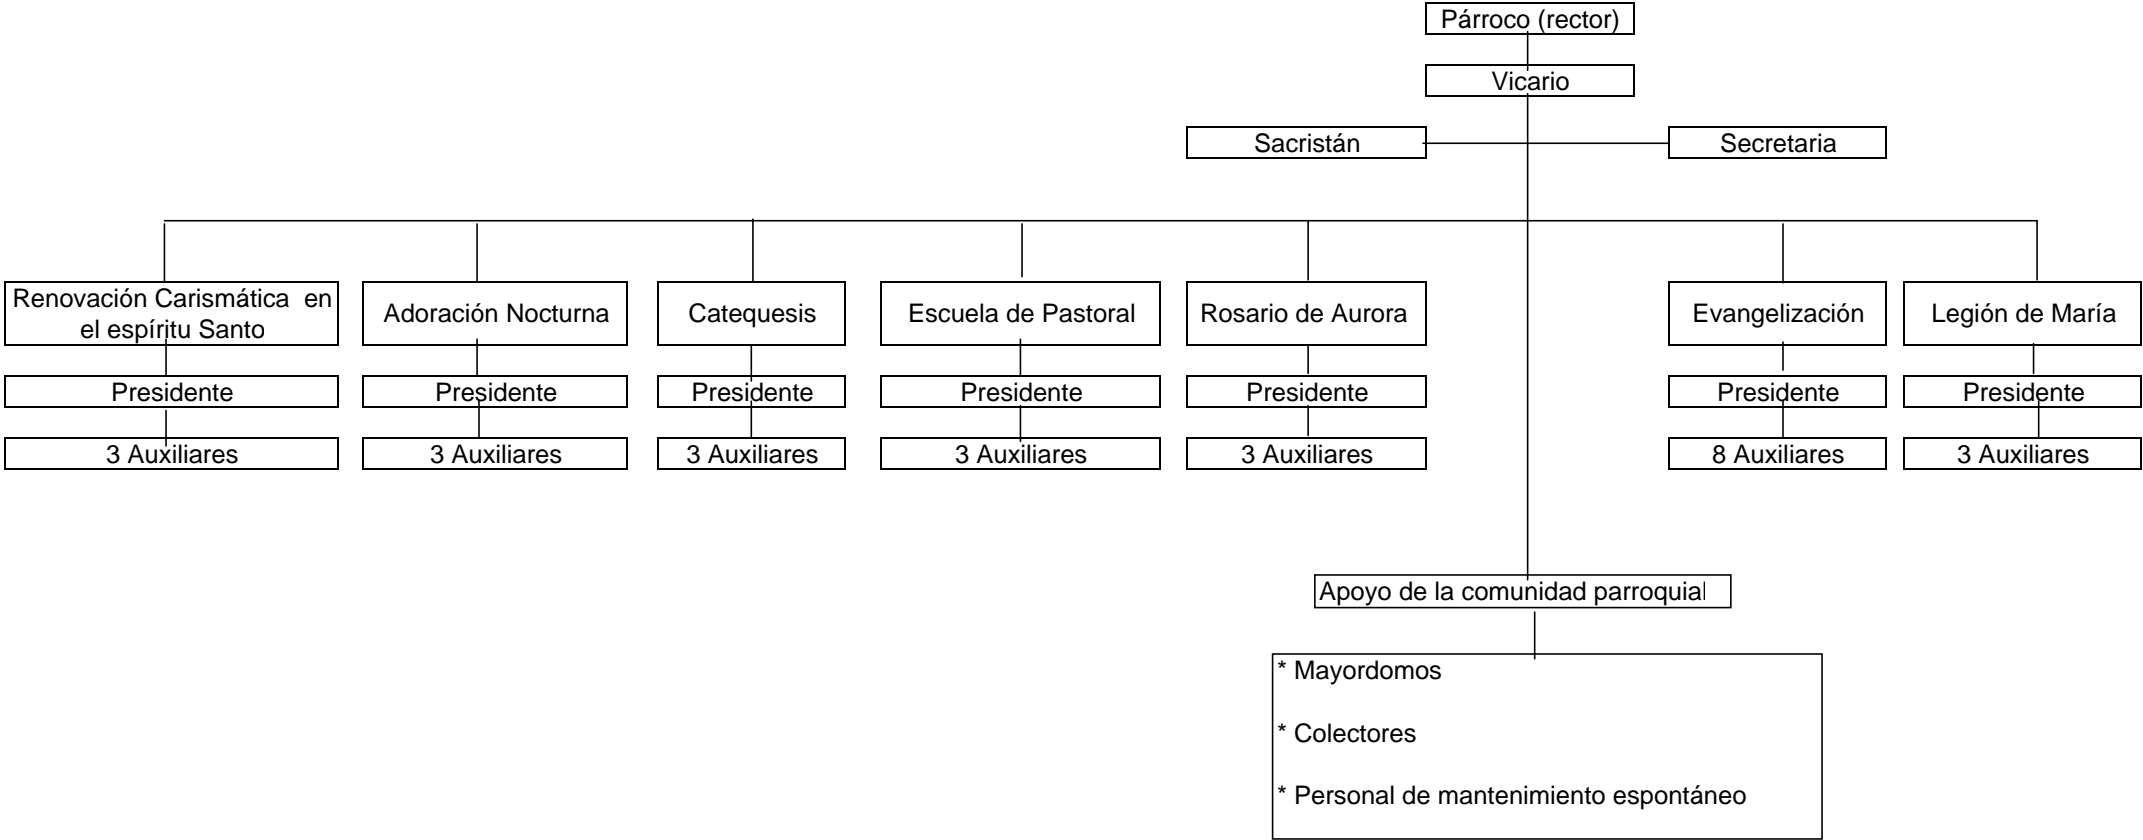 Párroco (rector)
Vicario
Sacristán
Secretaria
Renovación Carismática  en
el espíritu Santo
Adoración Nocturna
Catequesis
Escuela de Pastoral
Rosario de Aurora
Evangelización
Legión de María
Presidente
Presidente
Presidente
Presidente
Presidente
Presidente
Presidente
3 Auxiliares
3 Auxiliares
3 Auxiliares
3 Auxiliares
3 Auxiliares
8 Auxiliares
3 Auxiliares
Apoyo de la comunidad parroquial
* Mayordomos
* Colectores
* Personal de mantenimiento espontáneo